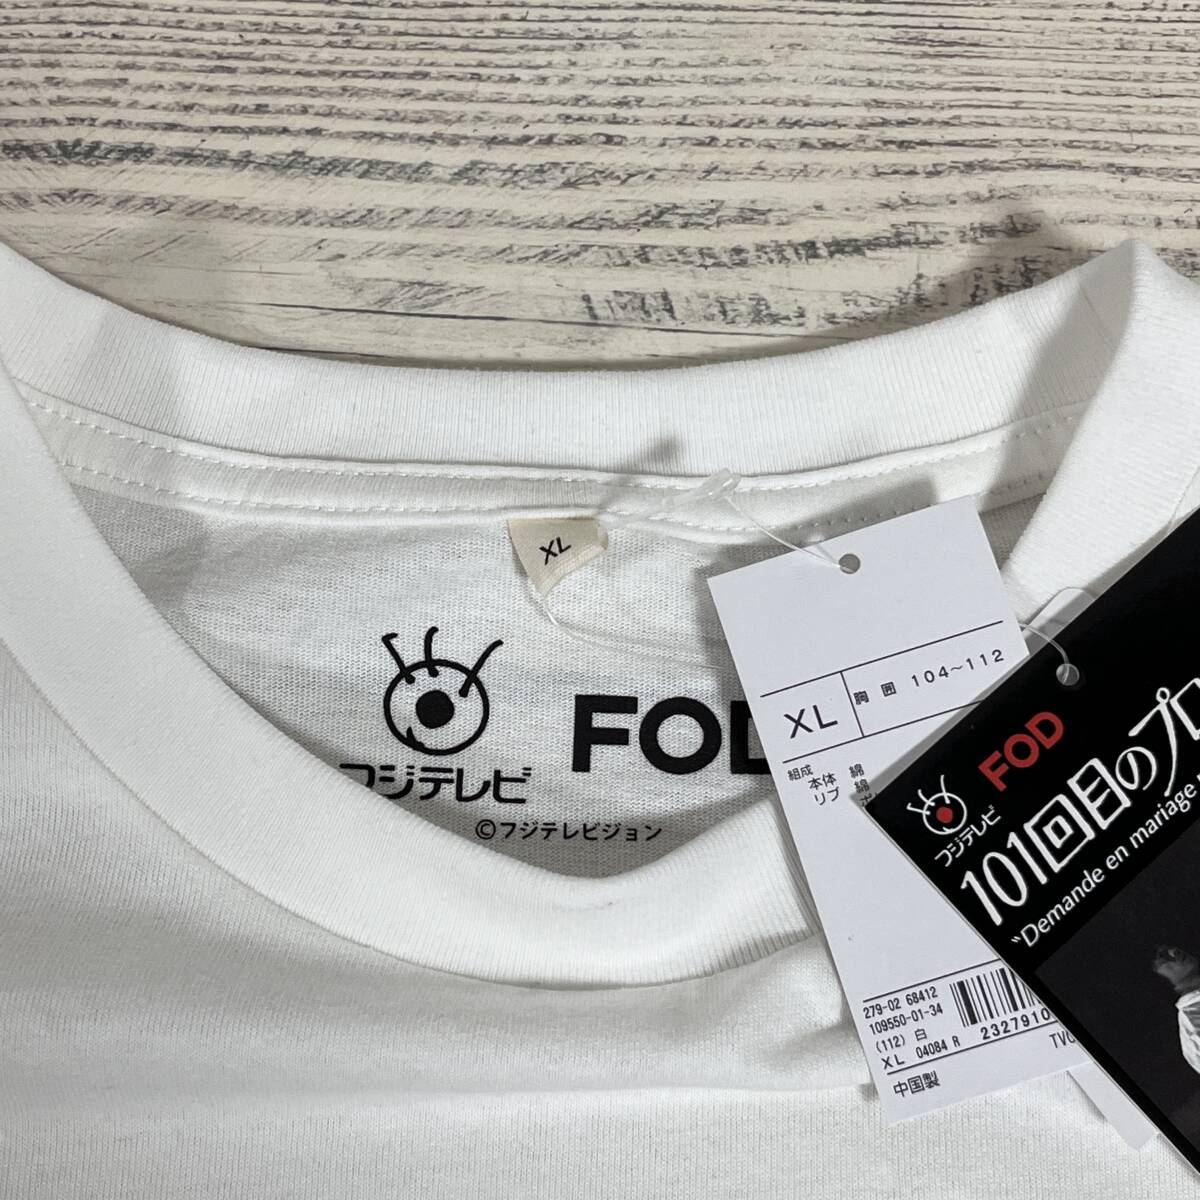 XL
フジテレビ
FOD
©フジテレビジョン
XL
胸囲 104~112
組成
本体 綿
リブ 綿
279-02 68412
109550-01-34
(112) 白
XL 04084 R
中国製
フジテレビ
FOD
101回目のプロ
"Demande en mariage